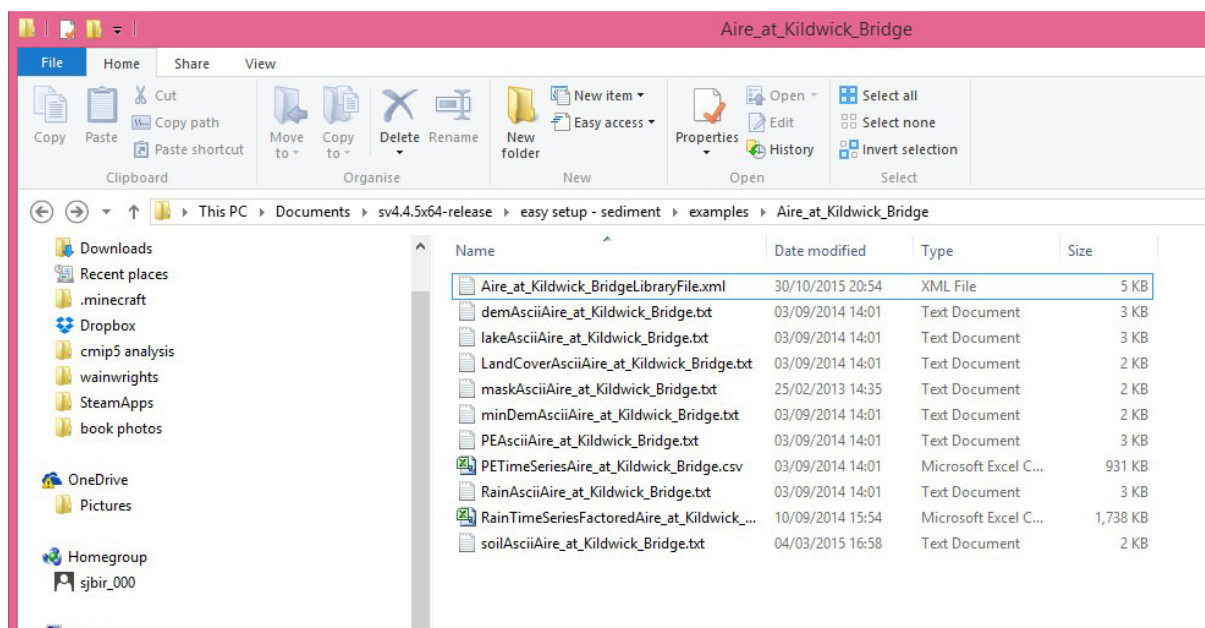 Aire_at_Kildwick_Bridge
File Home Share View
Copy
Paste
Cut
Copy path
Paste shortcut
Move to
Copy to
Delete
Rename
New folder
New item
Easy access
Properties
Open
Edit
History
Select all
Select none
Invert selection
Clipboard Organise New Open Select
This PC Documents sv4.4.5x64-release easy setup - sediment examples Aire_at_Kildwick_Bridge
Downloads
Recent places
.minecraft
Dropbox
cmip5 analysis
wainwrights
SteamApps
book photos
OneDrive
Pictures
Homegroup
sjbir_000
Name Date modified Type Size
Aire_at_Kildwick_BridgeLibraryFile.xml 30/10/2015 20:54 XML File 5 KB
demAsciiAire_at_Kildwick_Bridge.txt 03/09/2014 14:01 Text Document 3 KB
lakeAsciiAire_at_Kildwick_Bridge.txt 03/09/2014 14:01 Text Document 3 KB
LandCoverAsciiAire_at_Kildwick_Bridge.txt 03/09/2014 14:01 Text Document 2 KB
maskAsciiAire_at_Kildwick_Bridge.txt 25/02/2013 14:35 Text Document 2 KB
minDemAsciiAire_at_Kildwick_Bridge.txt 03/09/2014 14:01 Text Document 2 KB
PEAsciiAire_at_Kildwick_Bridge.txt 03/09/2014 14:01 Text Document 3 KB
PETimeSeriesAire_at_Kildwick_Bridge.csv 03/09/2014 14:01 Microsoft Excel C... 931 KB
RainAsciiAire_at_Kildwick_Bridge.txt 03/09/2014 14:01 Text Document 3 KB
RainTimeSeriesFactoredAire_at_Kildwick_... 10/09/2014 15:54 Microsoft Excel C... 1,738 KB
soilAsciiAire_at_Kildwick_Bridge.txt 04/03/2015 16:58 Text Document 2 KB